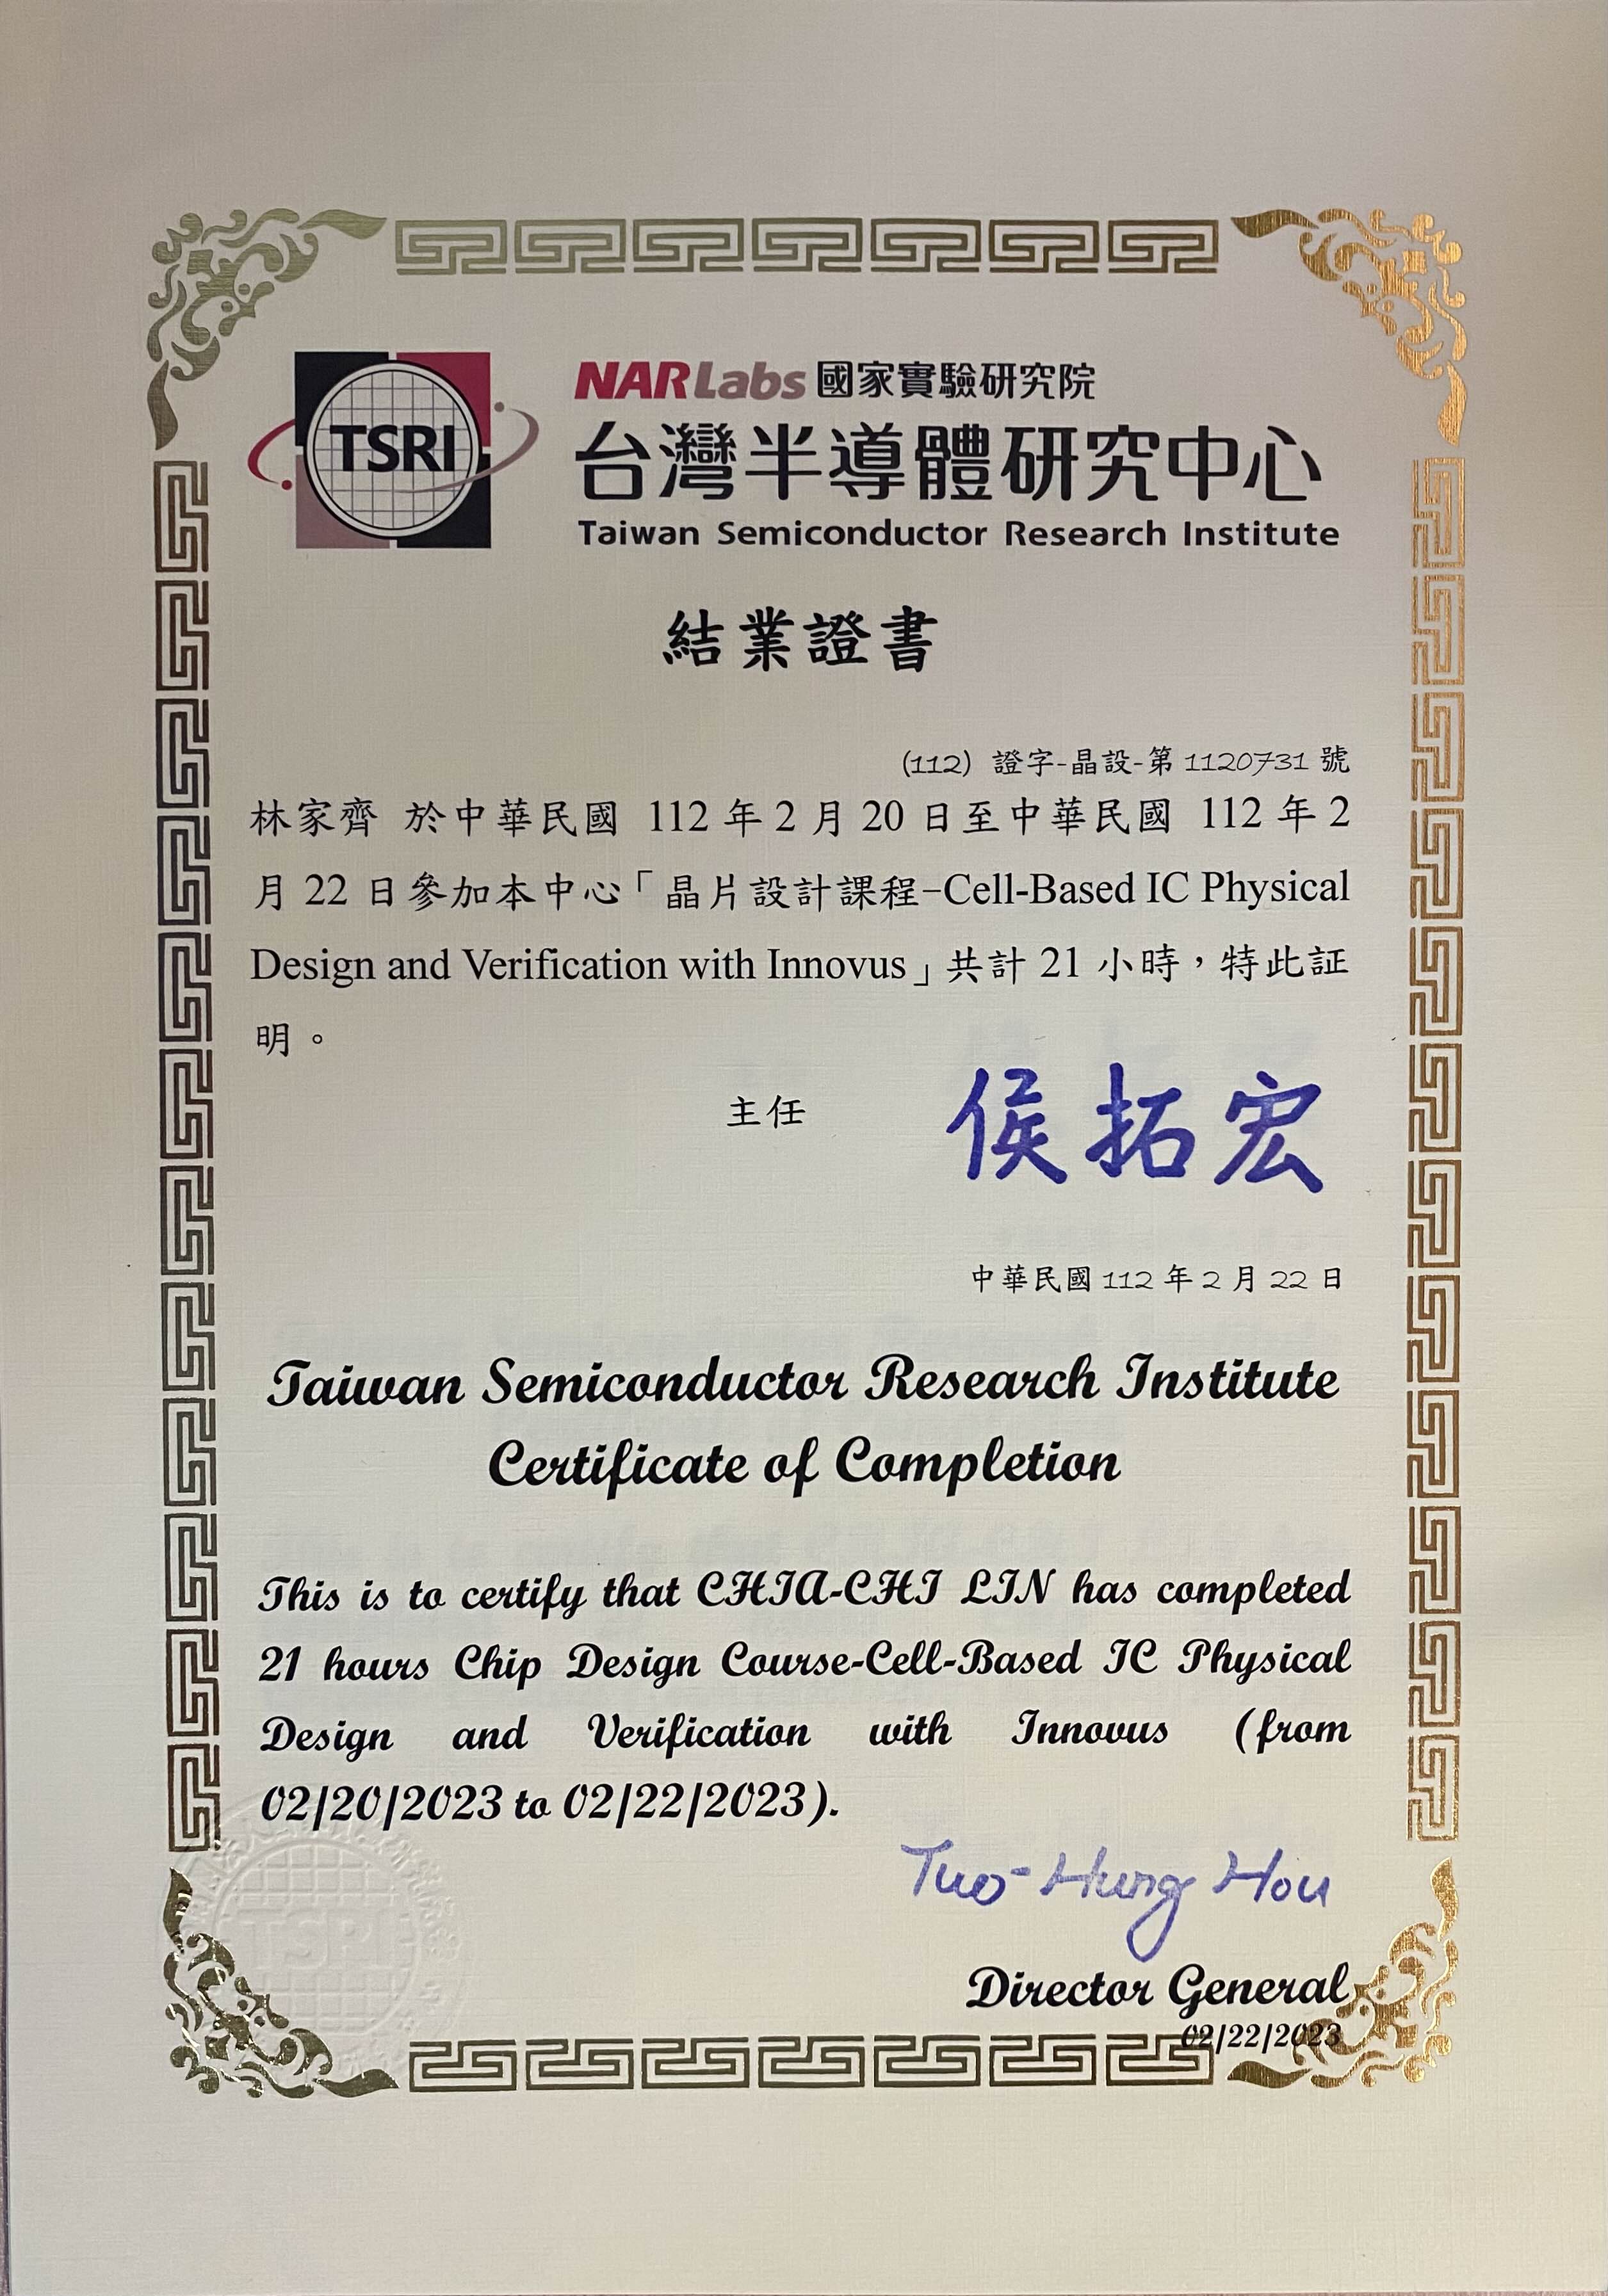 TSRI
NARLabs 國家實驗研究院
台灣半導體研究中心
Taiwan Semiconductor Research Institute
結業證書
(112) 證字-晶設-第 1120731 號
林家齊 於中華民國 112 年 2 月 20 日至中華民國 112 年 2
月 22 日參加本中心「晶片設計課程-Cell-Based IC Physical
Design and Verification with Innovus」共計 21 小時，特此証
明。
主任 侯拓宏
中華民國 112 年 2 月 22 日
Taiwan Semiconductor Research Institute
Certificate of Completion
This is to certify that CHIA-CHI LIN has completed
21 hours Chip Design Course-Cell-Based IC Physical
Design and Verification with Innovus (from
02/20/2023 to 02/22/2023).
Tuo-Hung Hou
Director General
02/22/2023
TSRI